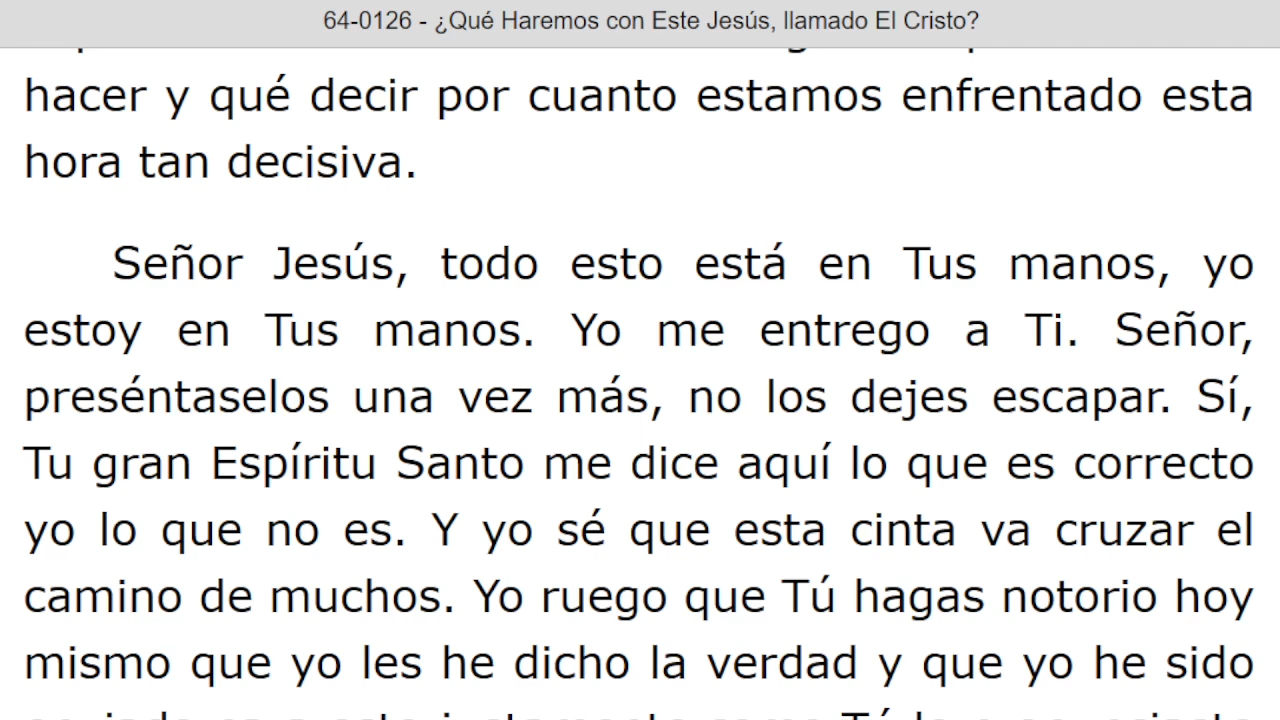 64-0126 - ¿Qué Haremos con Este Jesús, llamado El Cristo?
hacer y qué decir por cuanto estamos enfrentado esta
hora tan decisiva.
Señor Jesús, todo esto está en Tus manos, yo
estoy en Tus manos. Yo me entrego a Ti. Señor,
preséntaselos una vez más, no los dejes escapar. Sí,
Tu gran Espíritu Santo me dice aquí lo que es correcto
yo lo que no es. Y yo sé que esta cinta va cruzar el
camino de muchos. Yo ruego que Tú hagas notorio hoy
mismo que yo les he dicho la verdad y que yo he sido